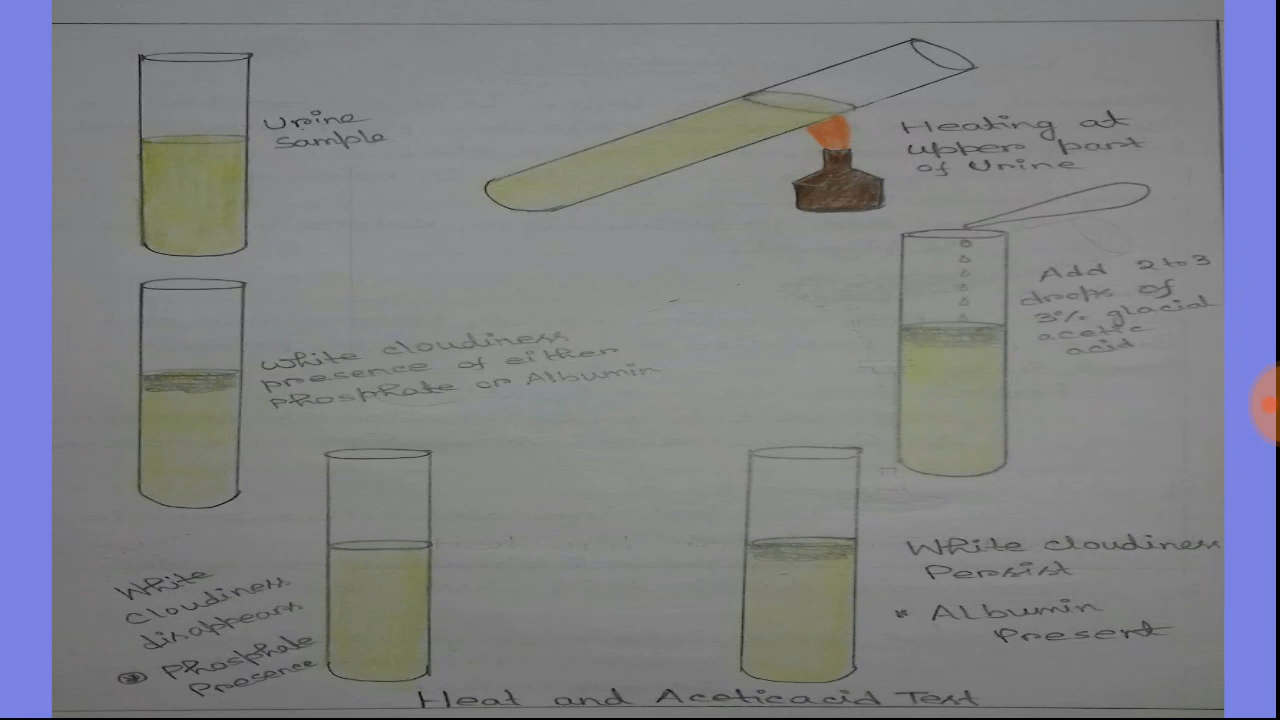 Urine
sample
Heating at
upper part
of Urine
White cloudiness
presence of either
phosphate or Albumin
Add 2 to 3
drops of
3% glacial
acetic
acid
White
cloudiness
disappears
Phosphate
Presence
White cloudiness
Persist
* Albumin
Present
Heat and Aceticacid Test